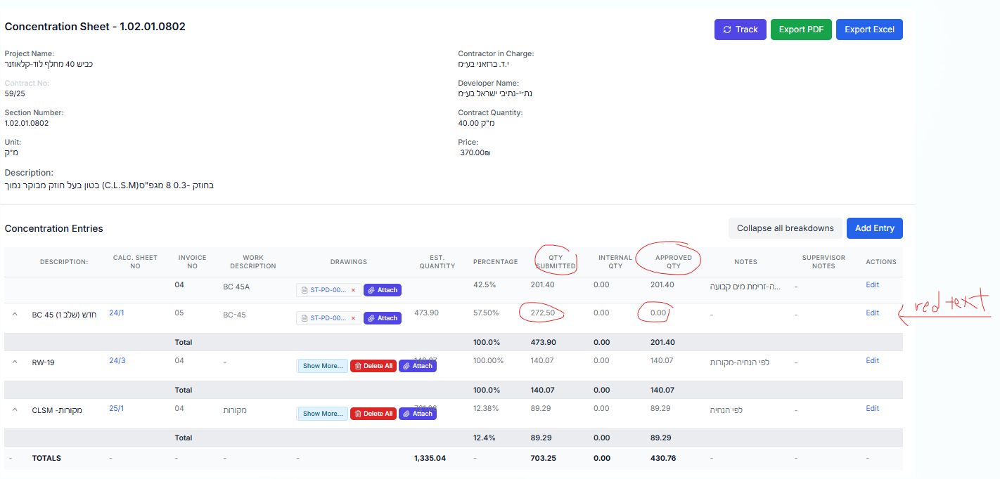 Concentration Sheet - 1.02.01.0802
Track Export PDF Export Excel
Project Name:
כביש 40 מחלף לוד-קלאוזנר
Contractor in Charge:
י.ד. ברזאני בע״מ
Contract No:
59/25
Developer Name:
נת״י-נתיבי ישראל בע״מ
Section Number:
1.02.01.0802
Contract Quantity:
40.00 מ"ק
Unit:
מ"ק
Price:
370.00₪
Description:
בטון בעל חוזק מבוקר נמוך (C.L.S.M)בחוזק -0.3 8 מגפ"ס
Concentration Entries
Collapse all breakdowns Add Entry
DESCRIPTION: CALC. SHEET NO INVOICE NO WORK DESCRIPTION DRAWINGS EST. QUANTITY PERCENTAGE QTY SUBMITTED INTERNAL QTY APPROVED QTY NOTES SUPERVISOR NOTES ACTIONS
04 BC 45A ST-PD-00... × Attach 42.5% 201.40 0.00 201.40 ה-זרימת מים קבועה... - Edit
BC 45 חדש (שלב 1) 24/1 05 BC-45 ST-PD-00... × Attach 473.90 57.50% 272.50 0.00 0.00 - - Edit
red text
Total 100.0% 473.90 0.00 201.40
RW-19 24/3 04 - Show More... Delete All Attach 140.07 100.00% 140.07 0.00 140.07 לפי הנחיה-מקורות - Edit
Total 100.0% 140.07 0.00 140.07
CLSM -מקורות 25/1 04 מקורות Show More... Delete All Attach 12.38% 89.29 0.00 89.29 לפי הנחיה - Edit
Total 12.4% 89.29 0.00 89.29
- TOTALS - - - - 1,335.04 - 703.25 0.00 430.76 - - -